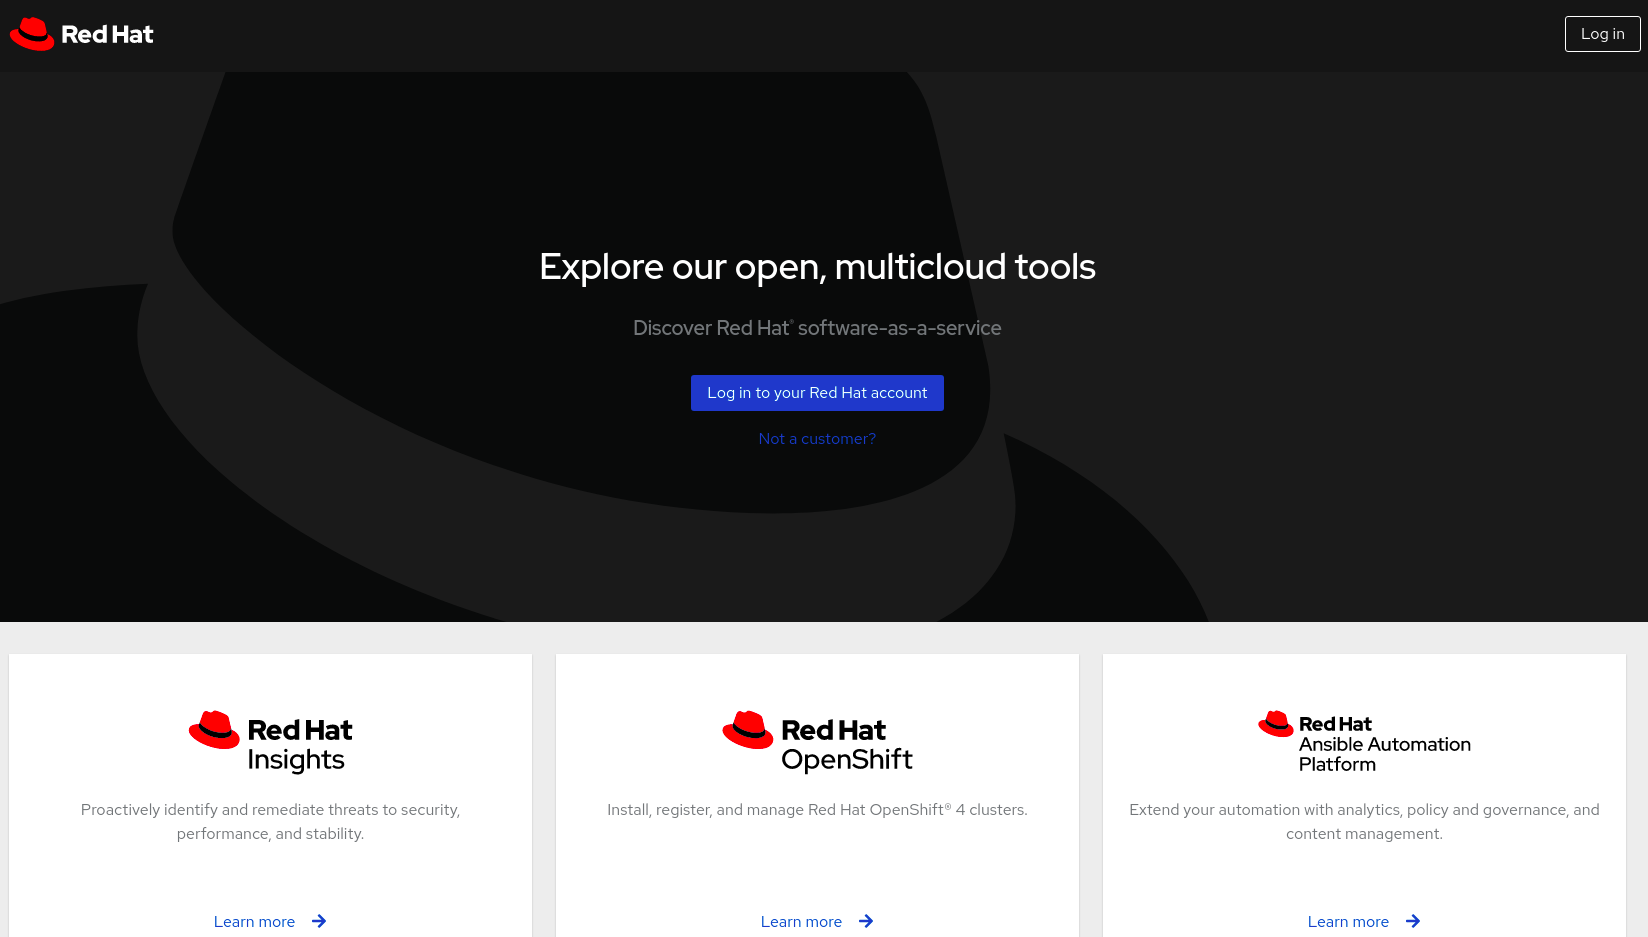 Red Hat
Log in
Explore our open, multicloud tools
Discover Red Hat® software-as-a-service
Log in to your Red Hat account
Not a customer?
Red Hat
Insights
Proactively identify and remediate threats to security,
performance, and stability.
Learn more
Red Hat
OpenShift
Install, register, and manage Red Hat OpenShift® 4 clusters.
Learn more
Red Hat
Ansible Automation
Platform
Extend your automation with analytics, policy and governance, and
content management.
Learn more